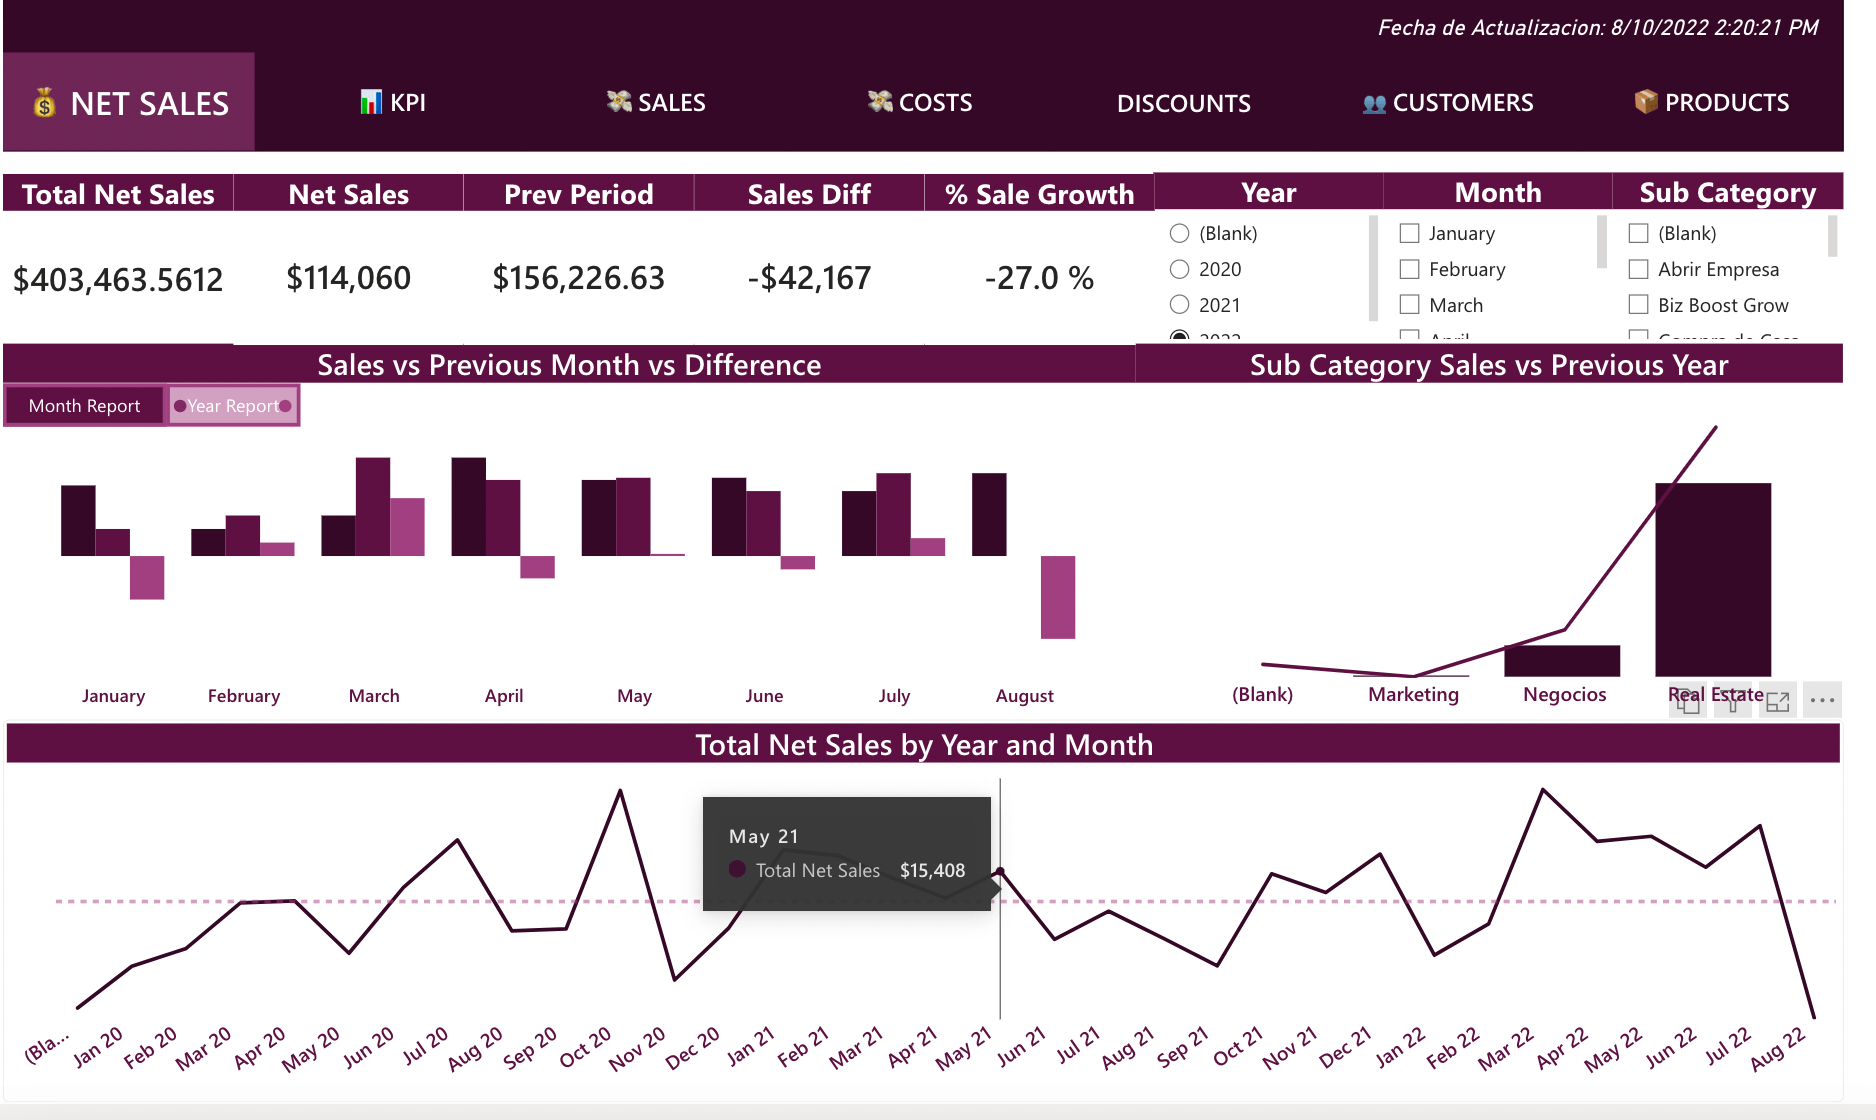 Fecha de Actualizacion: 8/10/2022 2:20:21 PM
NET SALES
KPI
SALES
COSTS
DISCOUNTS
CUSTOMERS
PRODUCTS
Total Net Sales
$403,463.5612
Net Sales
$114,060
Prev Period
$156,226.63
Sales Diff
-$42,167
% Sale Growth
-27.0 %
Year
(Blank)
2020
2021
2022
Month
January
February
March
April
Sub Category
(Blank)
Abrir Empresa
Biz Boost Grow
Compra de Casa
Sales vs Previous Month vs Difference
Month Report
Year Report
January
February
March
April
May
June
July
August
Sub Category Sales vs Previous Year
(Blank)
Marketing
Negocios
Real Estate
Total Net Sales by Year and Month
May 21
Total Net Sales $15,408
(Bla...
Jan 20
Feb 20
Mar 20
Apr 20
May 20
Jun 20
Jul 20
Aug 20
Sep 20
Oct 20
Nov 20
Dec 20
Jan 21
Feb 21
Mar 21
Apr 21
May 21
Jun 21
Jul 21
Aug 21
Sep 21
Oct 21
Nov 21
Dec 21
Jan 22
Feb 22
Mar 22
Apr 22
May 22
Jun 22
Jul 22
Aug 22